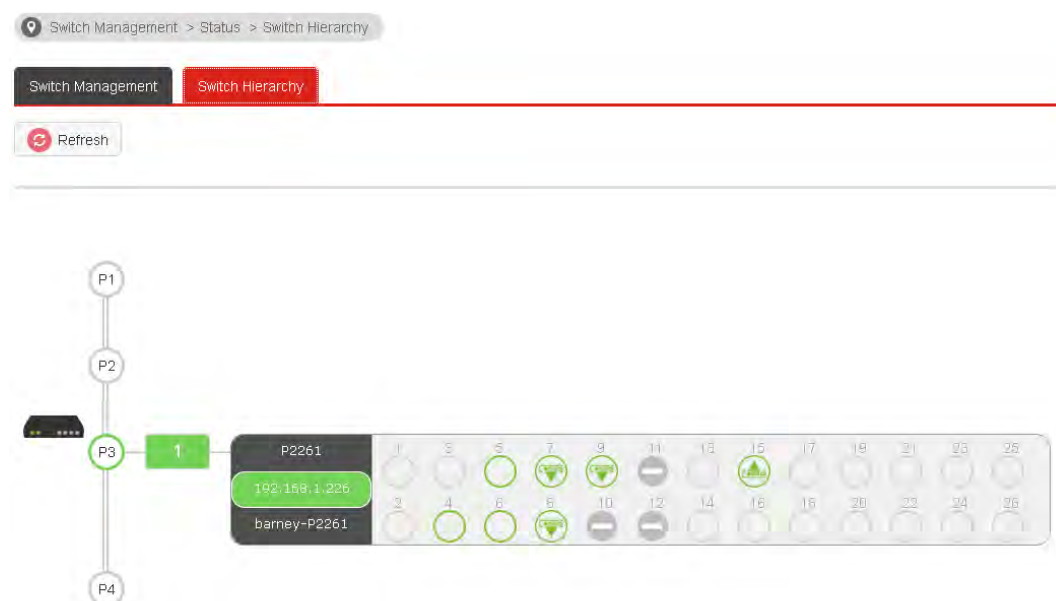 Switch Management > Status > Switch Hierarchy
Switch Management Switch Hierarchy
Refresh
P1
P2
P3 1 P2261
192.168.1.226
barney-P2261
1 3 5 7 9 11 13 15 17 19 21 23 25
2 4 6 8 10 12 14 16 18 20 22 24 26
P4